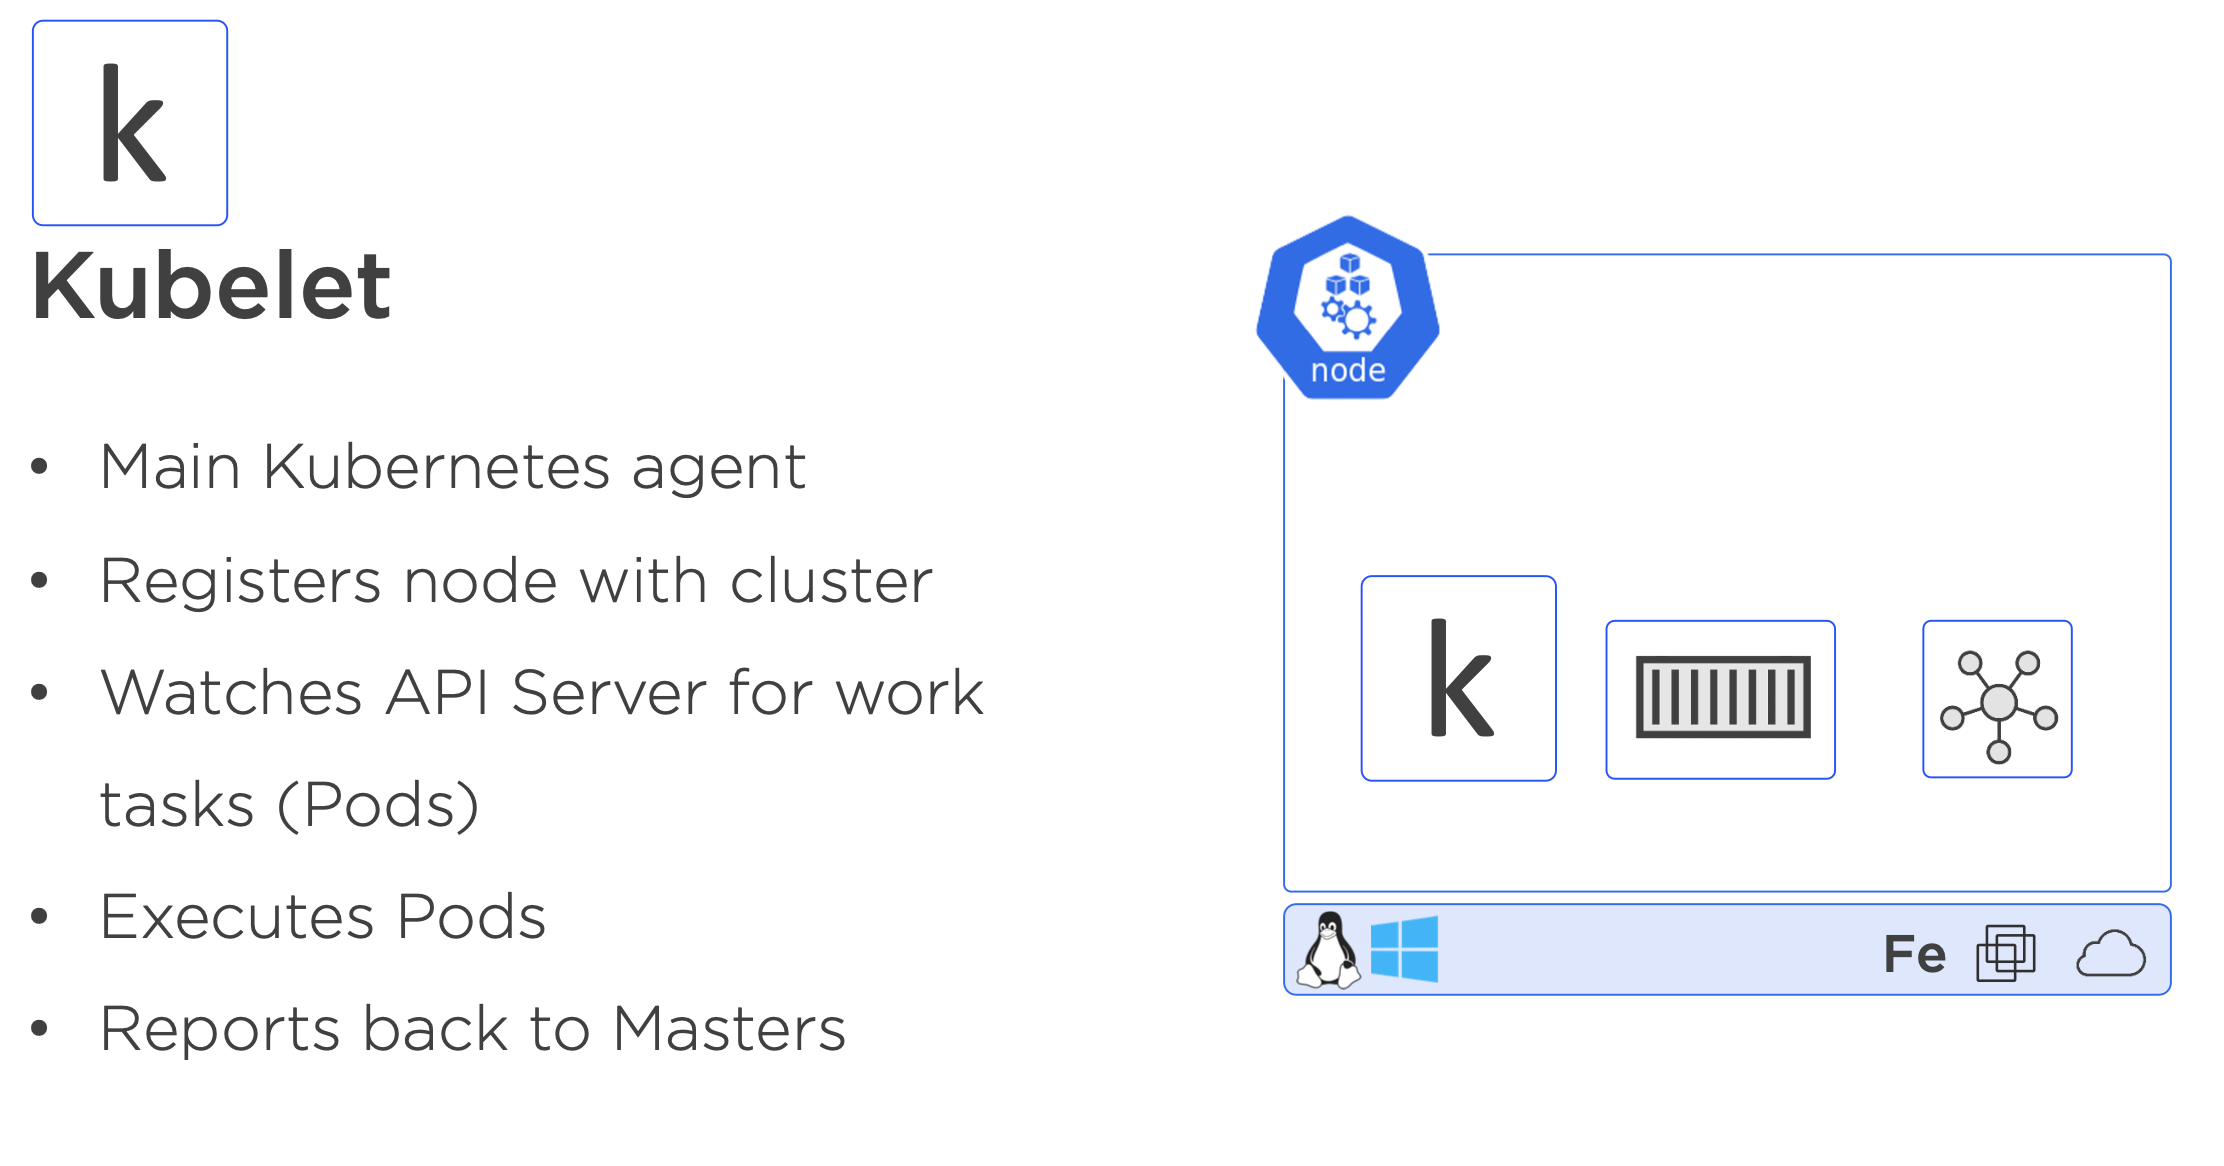 k
Kubelet
• Main Kubernetes agent
• Registers node with cluster
• Watches API Server for work
tasks (Pods)
• Executes Pods
• Reports back to Masters
node
k
Fe